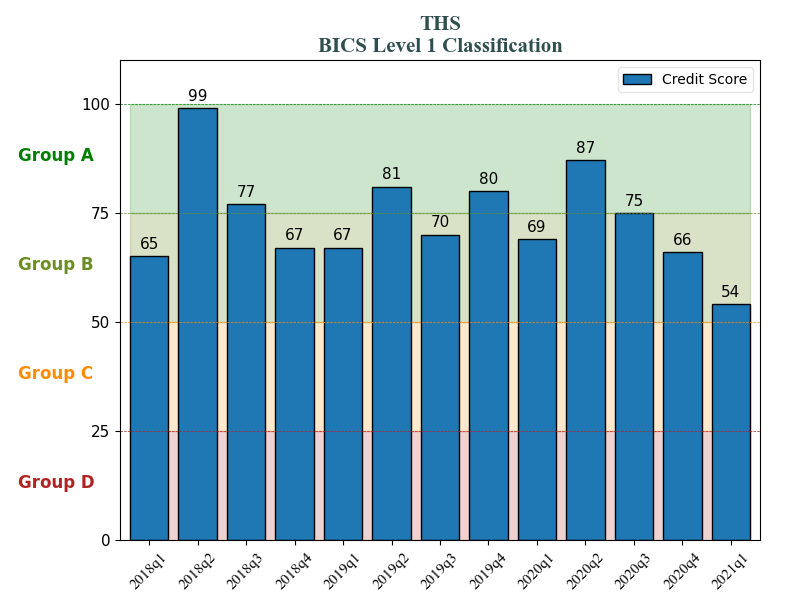 THS
BICS Level 1 Classification
Credit Score
100
75
50
25
0
Group A
Group B
Group C
Group D
65
99
77
67
67
81
70
80
69
87
75
66
54
2018q1
2018q2
2018q3
2018q4
2019q1
2019q2
2019q3
2019q4
2020q1
2020q2
2020q3
2020q4
2021q1